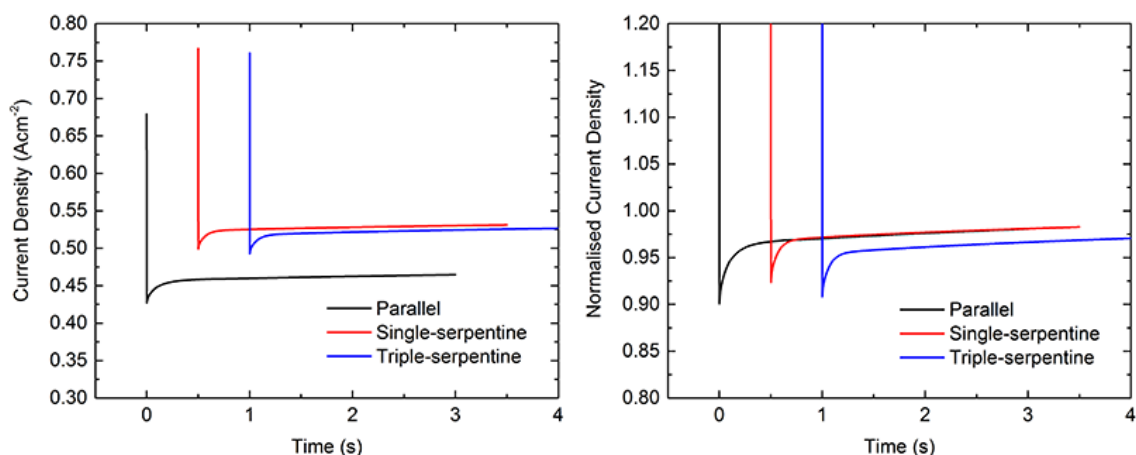 Current Density (Acm-2)
0.80
0.75
0.70
0.65
0.60
0.55
0.50
0.45
0.40
0.35
0.30
Parallel
Single-serpentine
Triple-serpentine
0 1 2 3 4
Time (s)
Normalised Current Density
1.20
1.15
1.10
1.05
1.00
0.95
0.90
0.85
0.80
Parallel
Single-serpentine
Triple-serpentine
0 1 2 3 4
Time (s)